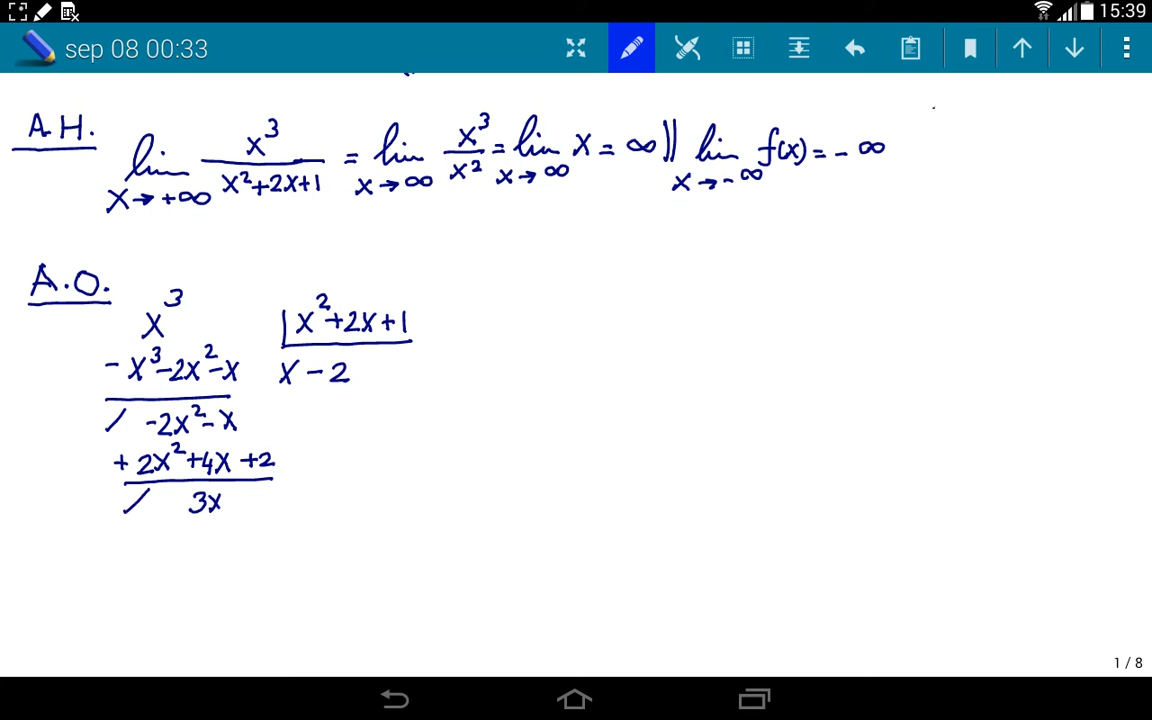 15:39
sep 08 00:33
A.H. lim x→+∞ x³/(x²+2x+1) = lim x→∞ x³/x² = lim x→∞ x = ∞ || lim x→-∞ f(x) = -∞
A.O.
x³ |x²+2x+1
-x³-2x²-x x-2
/ -2x²-x
+2x²+4x+2
/ 3x
1 / 8